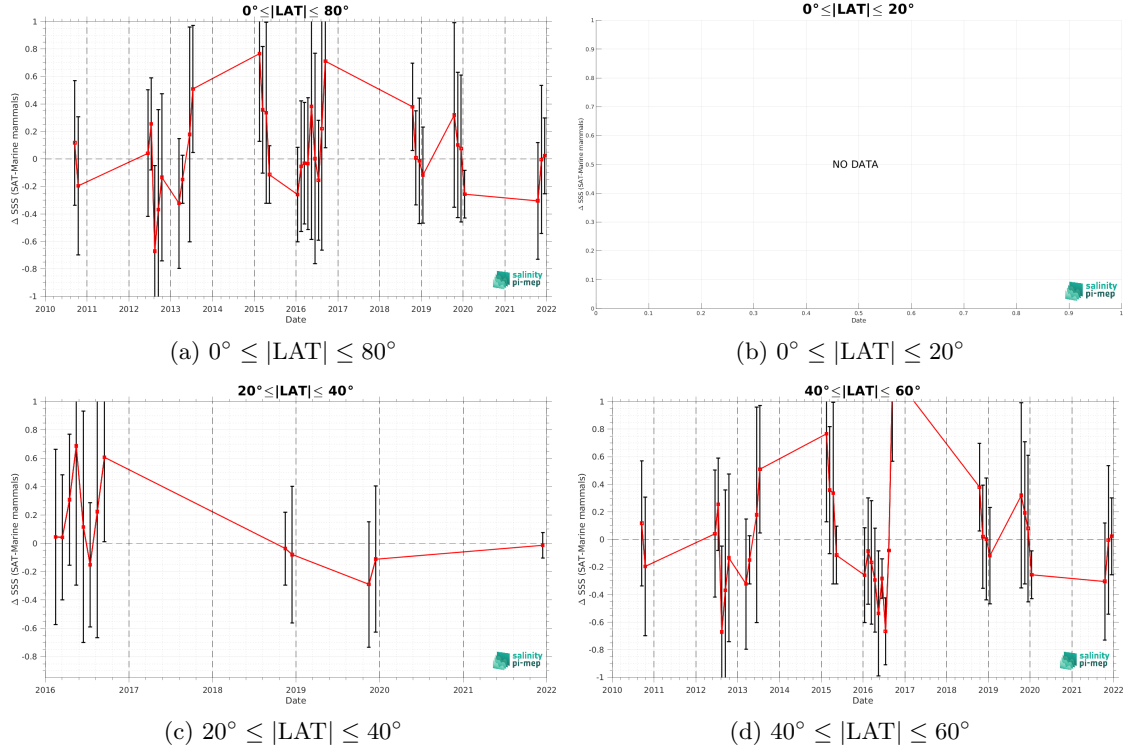 0°≤|LAT|≤ 80°
Δ SSS (SAT-Marine mammals)
1
0.8
0.6
0.4
0.2
0
-0.2
-0.4
-0.6
-0.8
-1
2010 2011 2012 2013 2014 2015 2016 2017 2018 2019 2020 2021 2022
Date
salinity
pi-mep
(a) 0° ≤ |LAT| ≤ 80°
0°≤|LAT|≤ 20°
Δ SSS (SAT-Marine mammals)
1
0.9
0.8
0.7
0.6
0.5
0.4
0.3
0.2
0.1
0
NO DATA
0 0.1 0.2 0.3 0.4 0.5 0.6 0.7 0.8 0.9 1
Date
salinity
pi-mep
(b) 0° ≤ |LAT| ≤ 20°
20°≤|LAT|≤ 40°
Δ SSS (SAT-Marine mammals)
1
0.8
0.6
0.4
0.2
0
-0.2
-0.4
-0.6
-0.8
2016 2017 2018 2019 2020 2021 2022
Date
salinity
pi-mep
(c) 20° ≤ |LAT| ≤ 40°
40°≤|LAT|≤ 60°
Δ SSS (SAT-Marine mammals)
1
0.8
0.6
0.4
0.2
0
-0.2
-0.4
-0.6
-0.8
-1
2010 2011 2012 2013 2014 2015 2016 2017 2018 2019 2020 2021 2022
Date
salinity
pi-mep
(d) 40° ≤ |LAT| ≤ 60°